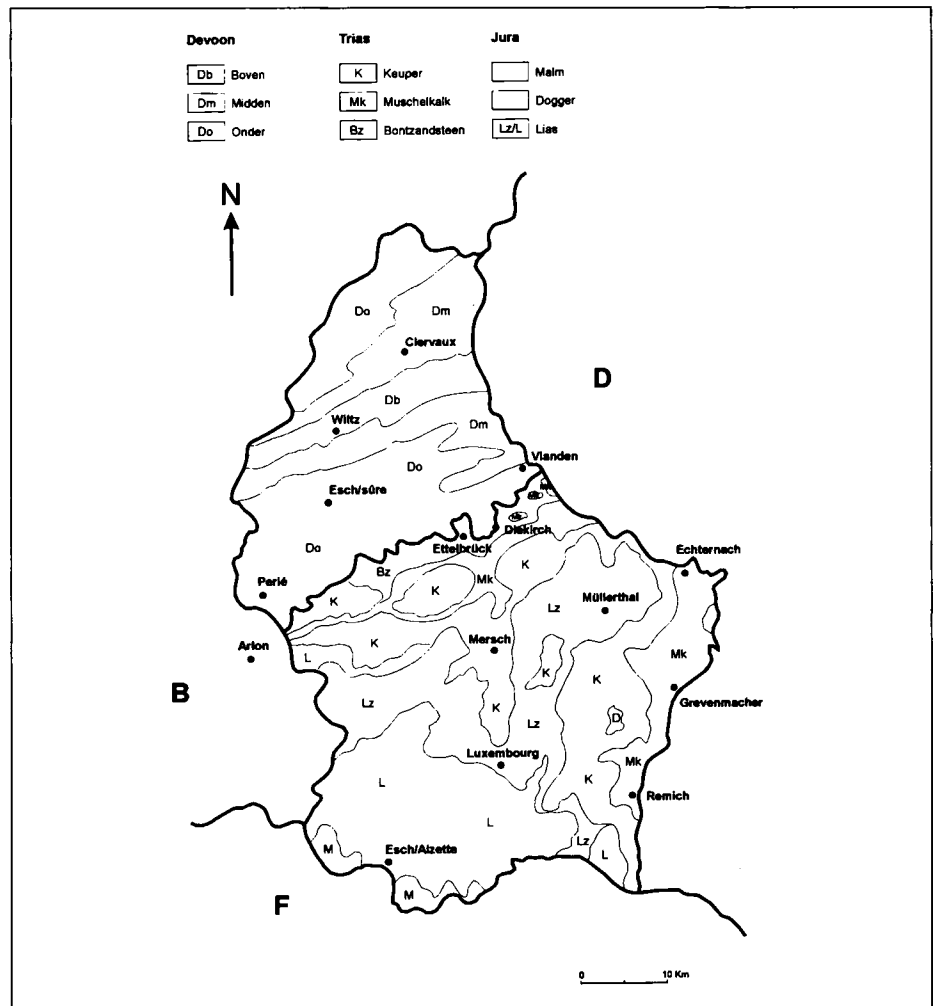 Devoon Trias Jura
Db Boven K Keuper Malm
Dm Midden Mk Muschelkalk Dogger
Do Onder Bz Bontzandsteen Lz/L Lias
N
Do Dm
Clervaux
D
Db
Wiltz
Dm
Vianden
Do
Esch/sûre
Diekirch
Do
Ettelbrück
Echternach
Bz
K
Mk
Perlé
K
K
Lz
Müllerthal
Mersch
Arlon
K
L
Mk
K
K
B
K
Grevenmacher
Lz
Lz
D
Luxembourg
Mk
K
L
Remich
L
Lz
M
Esch/Alzette
L
M
F
0 10 Km